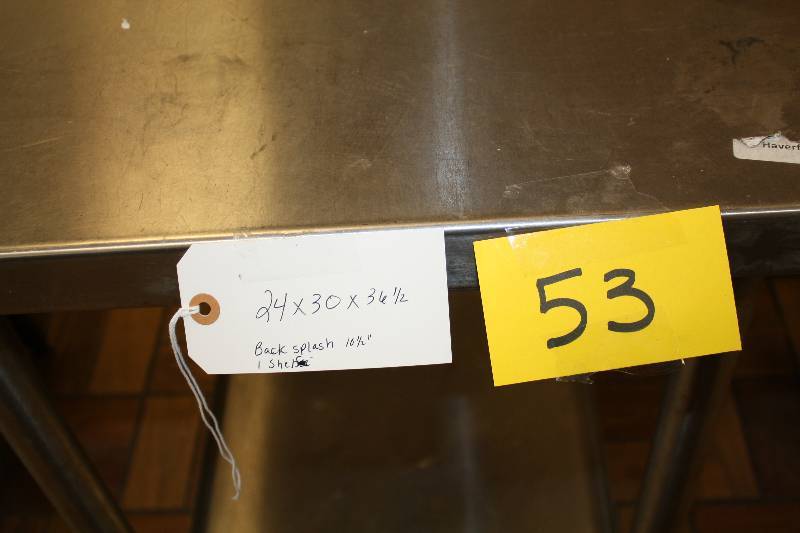 24 x 30 x 36 1/2
Back splash 10 1/2"
1 Shelf
53